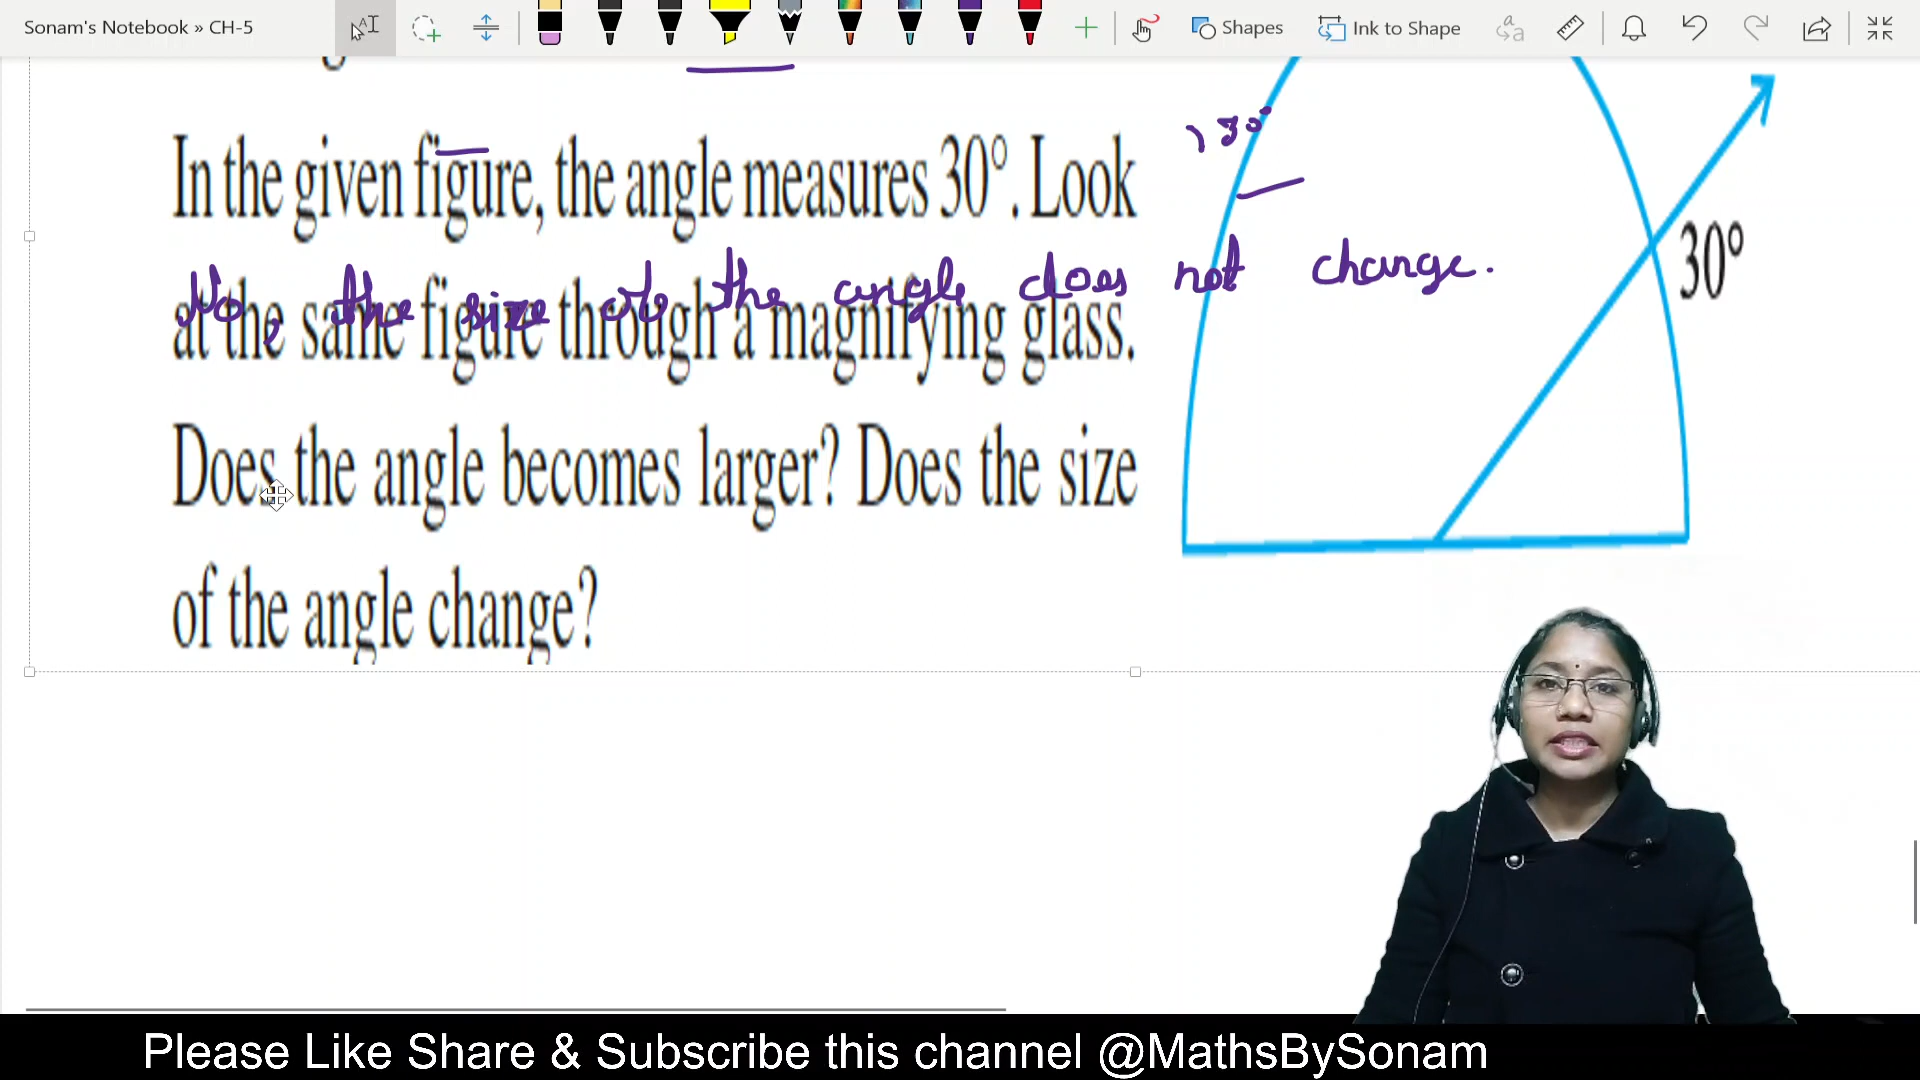 Sonam's Notebook » CH-5
Shapes
Ink to Shape
In the given figure, the angle measures 30°. Look
30°
30°
No, the size of the angle does not change.
at the same figure through a magnifying glass.
Does the angle becomes larger? Does the size
of the angle change?
Please Like Share & Subscribe this channel @MathsBySonam